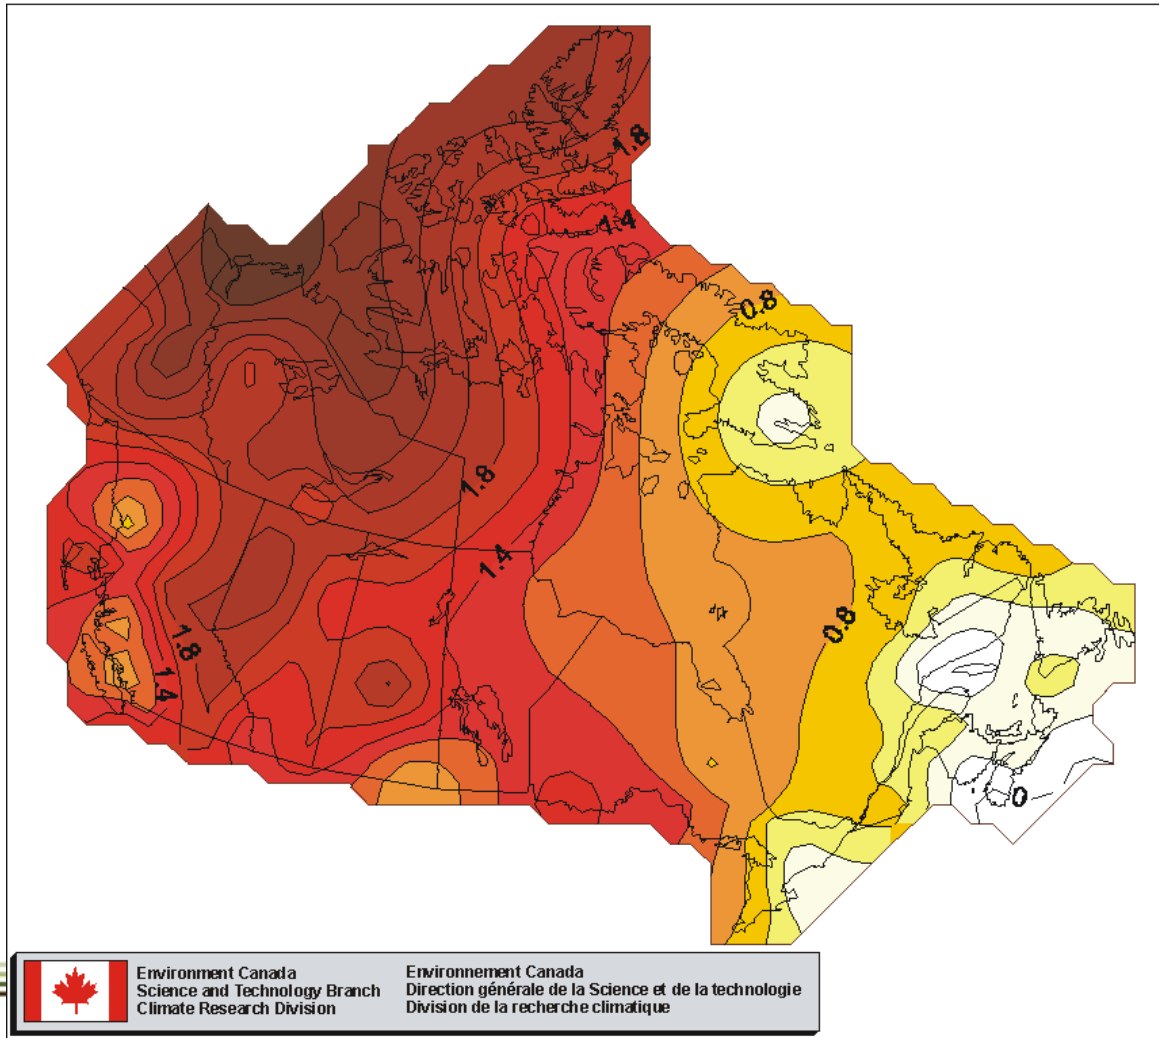 1.8
1.4
0.8
1.8
1.4
0.8
1.8
1.4
0
Environment Canada
Science and Technology Branch
Climate Research Division
Environnement Canada
Direction générale de la Science et de la technologie
Division de la recherche climatique